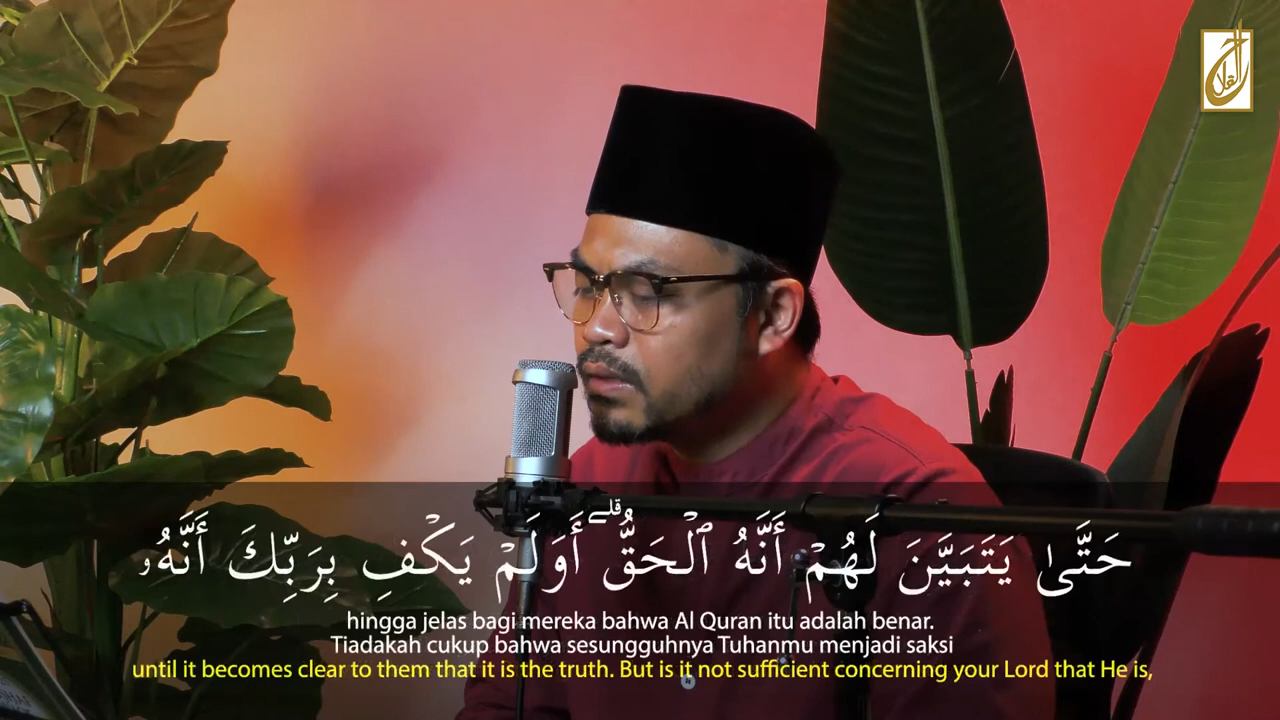 حَتَّىٰ يَتَبَيَّنَ لَهُمْ أَنَّهُ ٱلْحَقُّ ۗ أَوَلَمْ يَكْفِ بِرَبِّكَ أَنَّهُۥ
hingga jelas bagi mereka bahwa Al Quran itu adalah benar.
Tiadakah cukup bahwa sesungguhnya Tuhanmu menjadi saksi
until it becomes clear to them that it is the truth. But is it not sufficient concerning your Lord that He is,